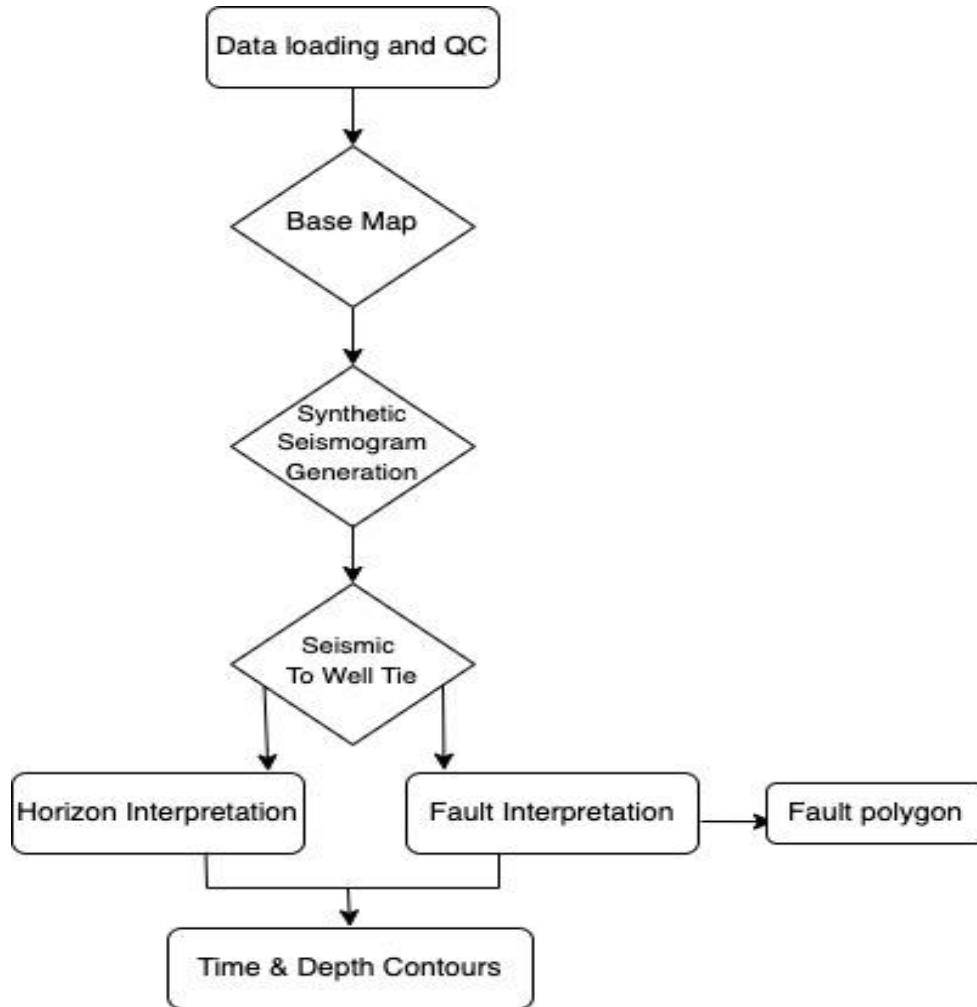 Data loading and QC
Base Map
Synthetic
Seismogram
Generation
Seismic
To Well Tie
Horizon Interpretation
Fault Interpretation
Fault polygon
Time & Depth Contours